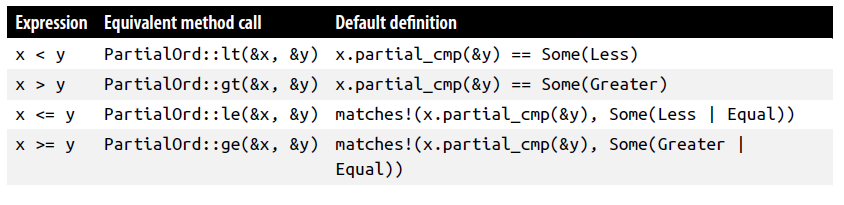 Expression Equivalent method call Default definition
x < y PartialOrd::lt(&x, &y) x.partial_cmp(&y) == Some(Less)
x > y PartialOrd::gt(&x, &y) x.partial_cmp(&y) == Some(Greater)
x <= y PartialOrd::le(&x, &y) matches!(x.partial_cmp(&y), Some(Less | Equal))
x >= y PartialOrd::ge(&x, &y) matches!(x.partial_cmp(&y), Some(Greater |
Equal))